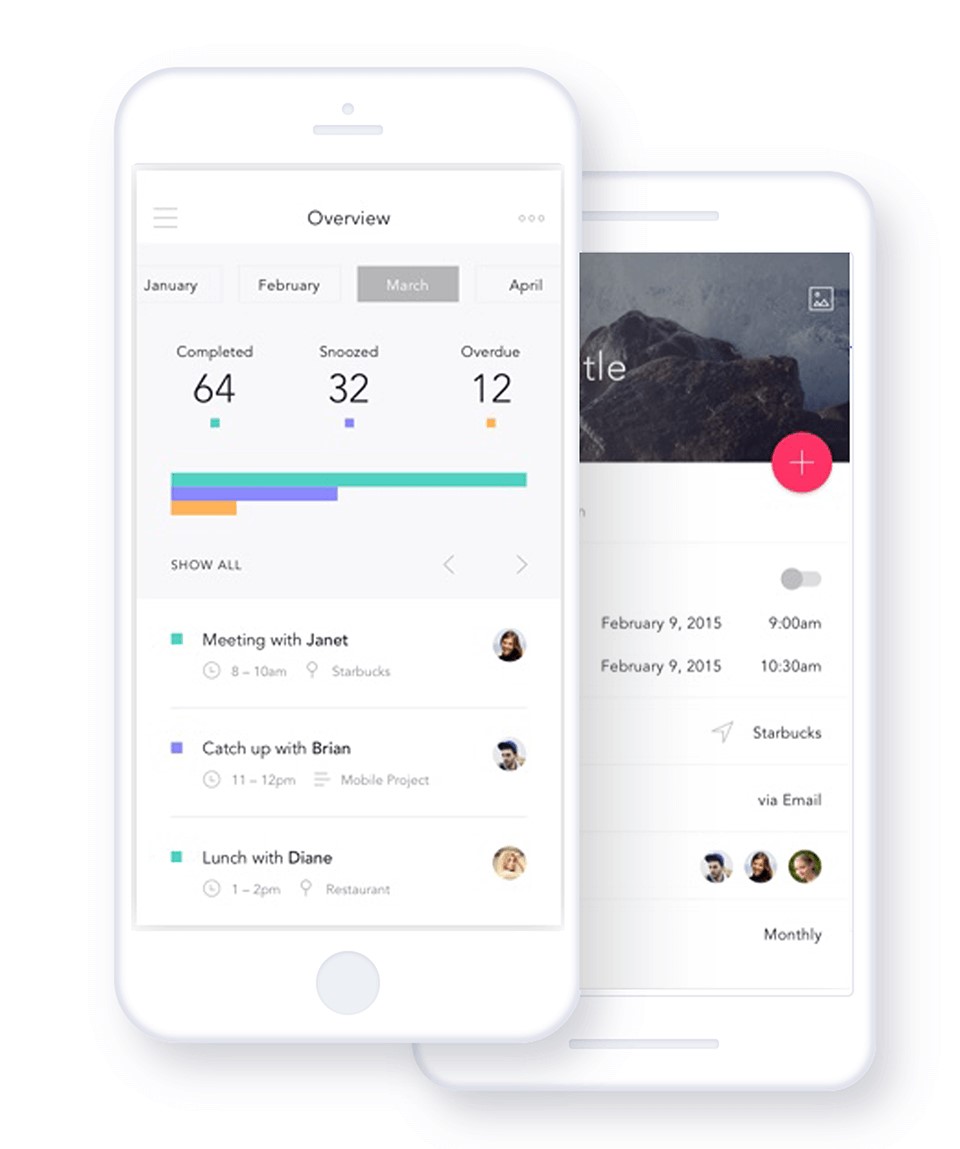 Overview
January February March April
Completed Snoozed Overdue
64 32 12
SHOW ALL
Meeting with Janet
8 – 10am Starbucks
Catch up with Brian
11 – 12pm Mobile Project
Lunch with Diane
1 – 2pm Restaurant
tle
February 9, 2015 9:00am
February 9, 2015 10:30am
Starbucks
via Email
Monthly